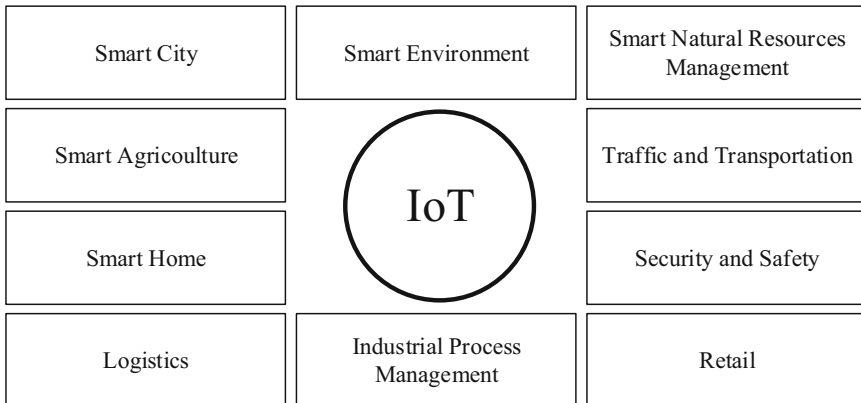 Smart City
Smart Environment
Smart Natural Resources
Management
Smart Agricoulture
Traffic and Transportation
IoT
Smart Home
Security and Safety
Logistics
Industrial Process
Management
Retail